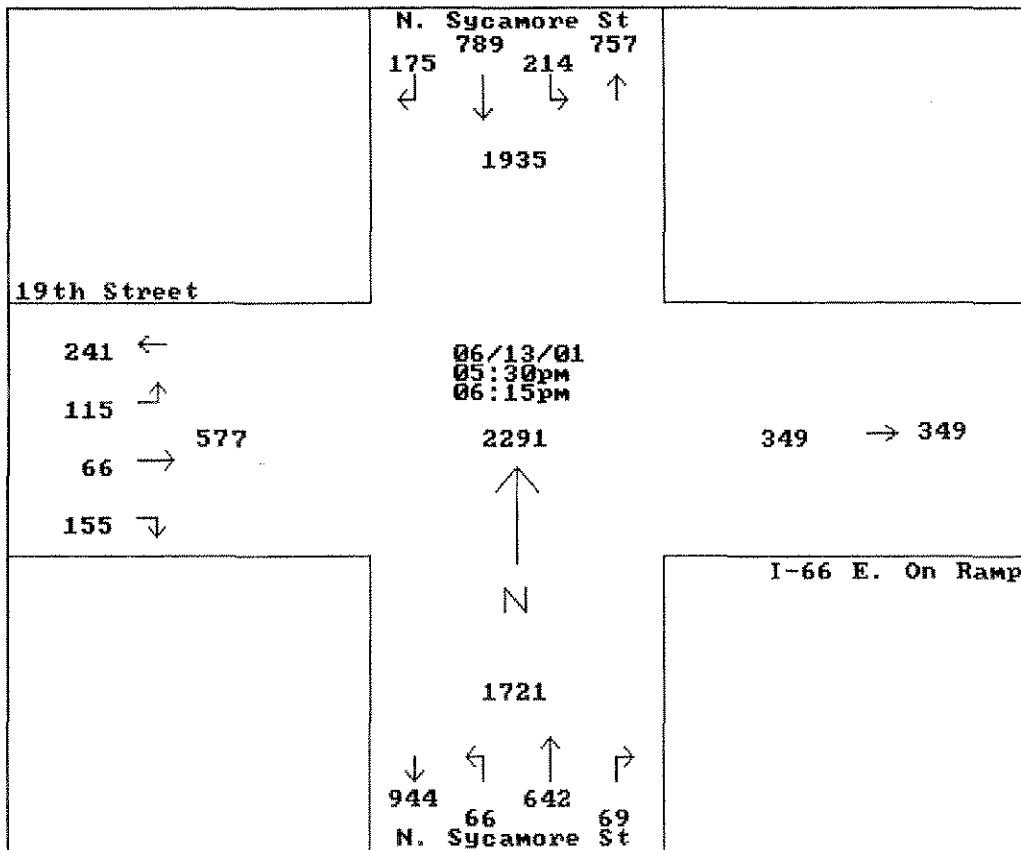 N. Sycamore St
789 757
175 214
1935
19th Street
241
06/13/01
05:30pm
06:15pm
115
577 2291 349 349
66
155
I-66 E. On Ramp
N
1721
944 642
66 69
N. Sycamore St